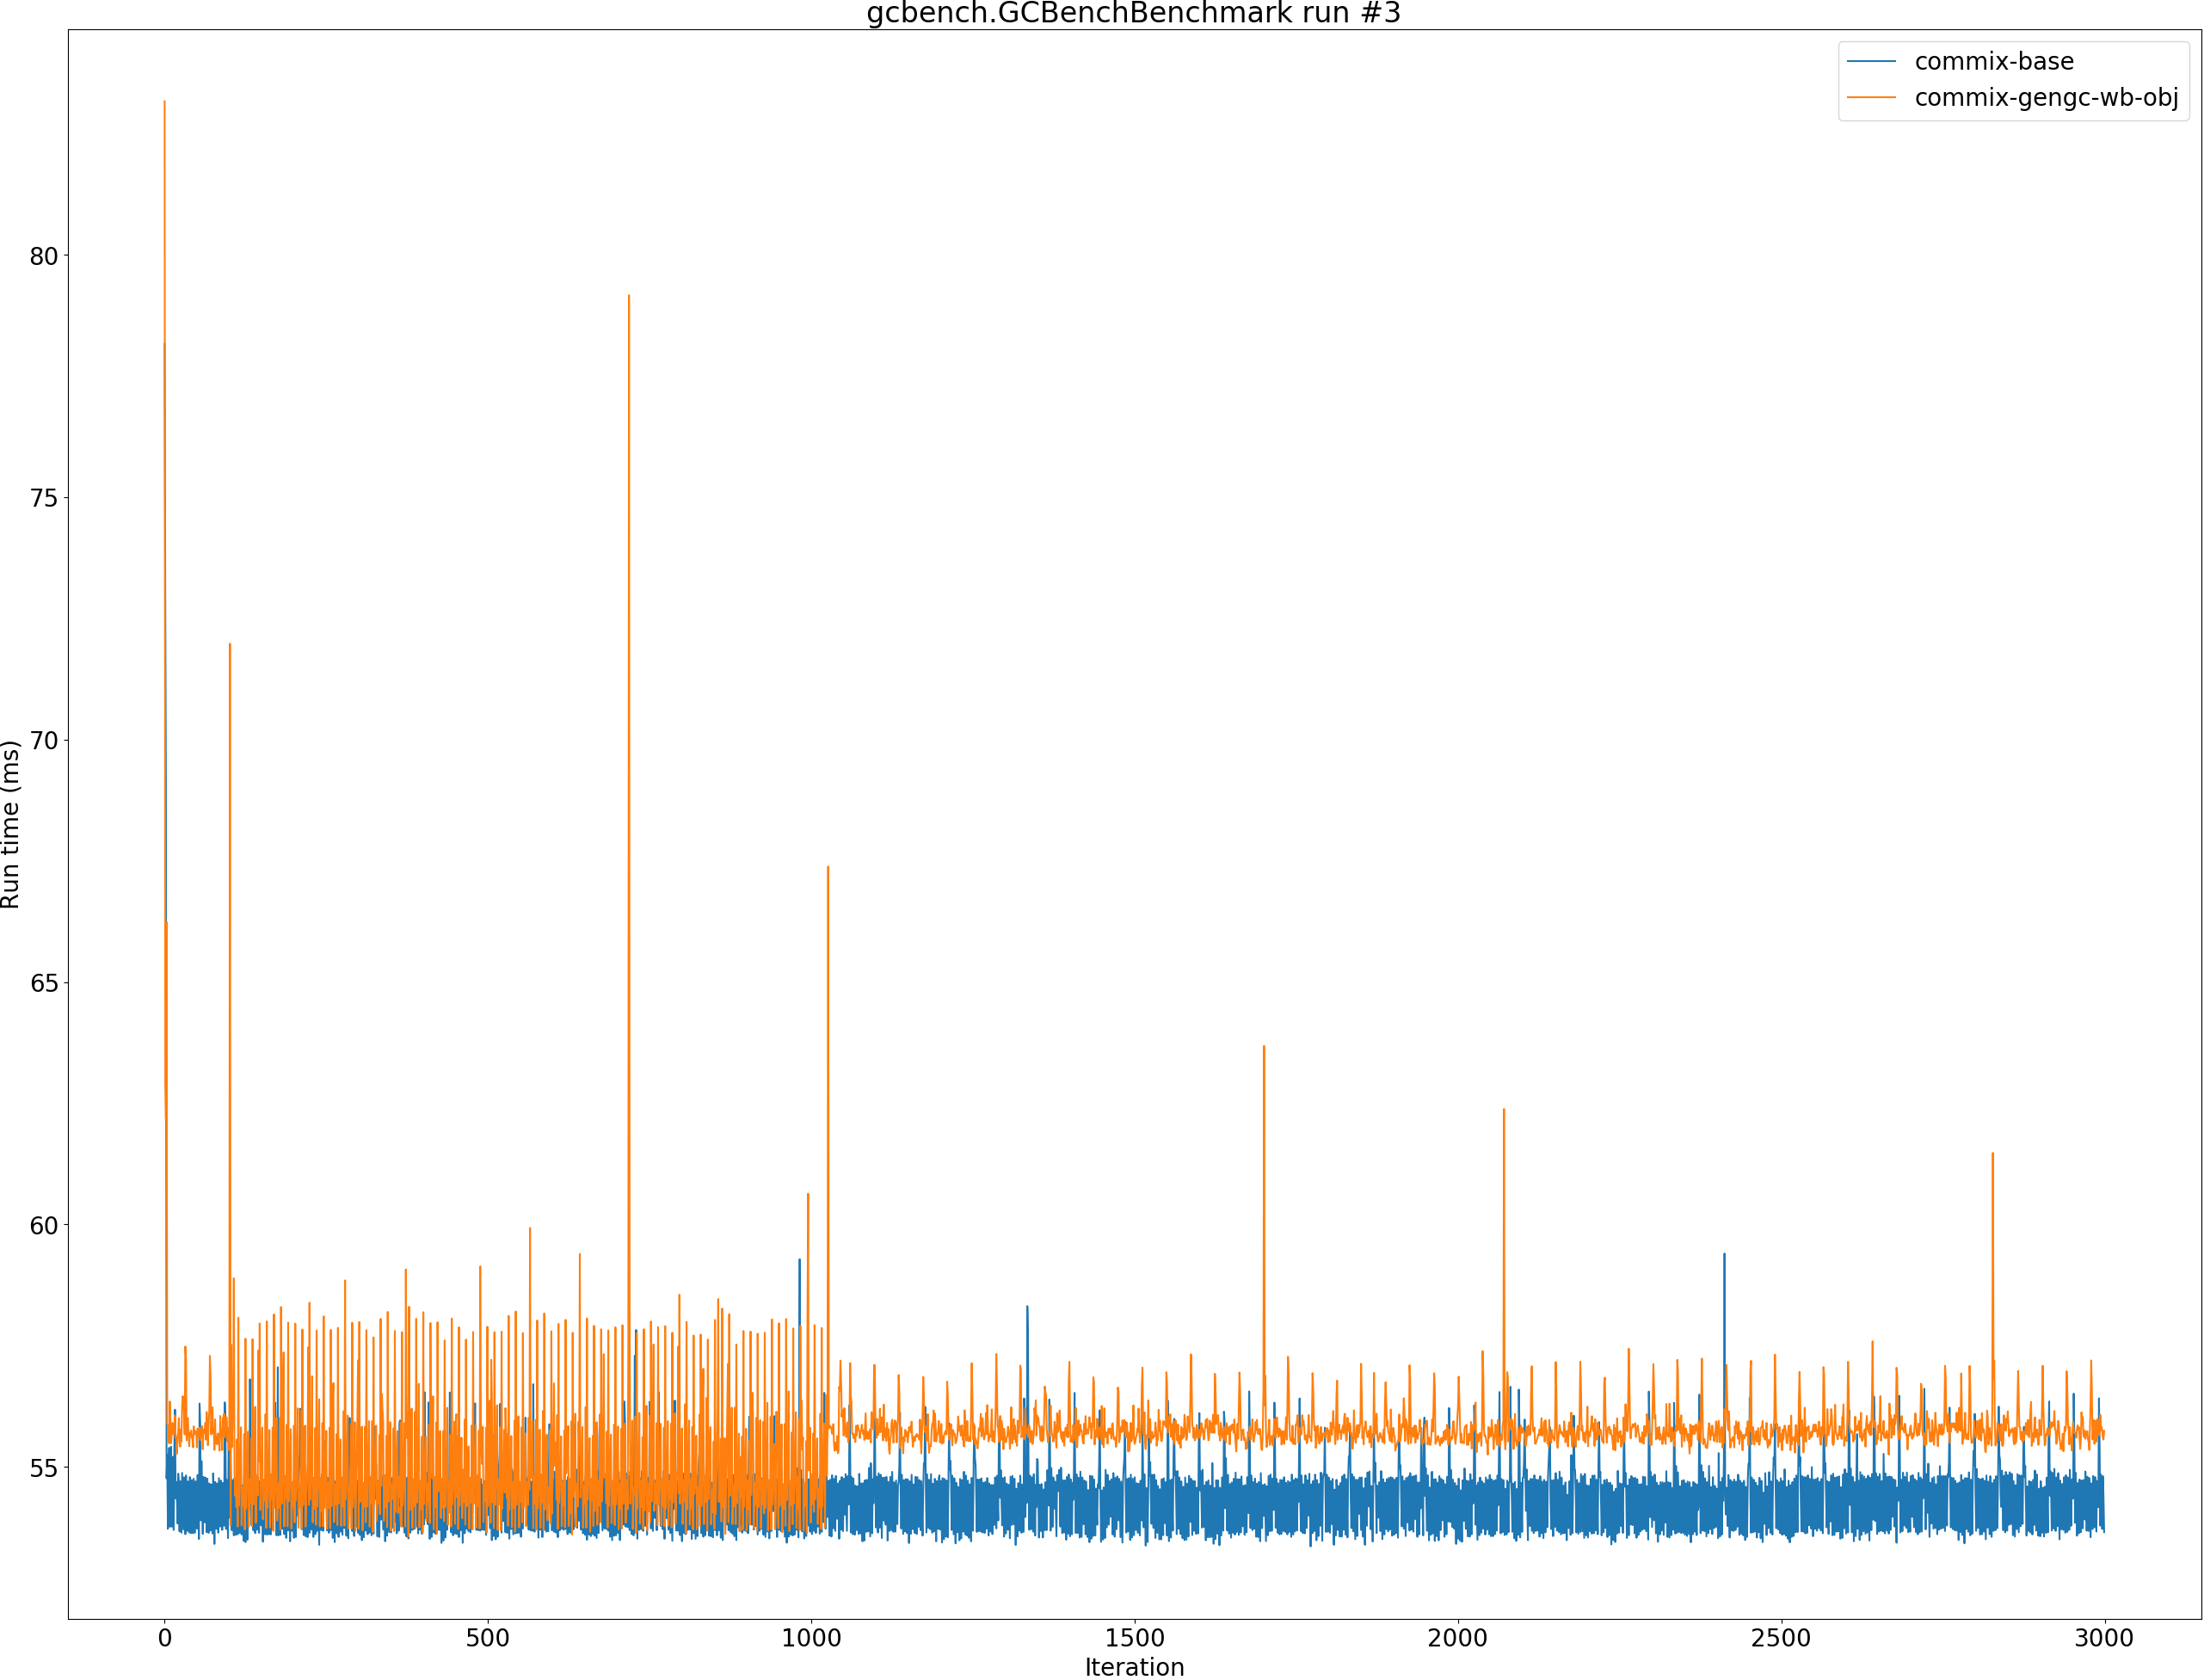 gcbench.GCBenchBenchmark run #3
commix-base
commix-gengc-wb-obj
80
75
70
65
60
55
Run time (ms)
0 500 1000 1500 2000 2500 3000
Iteration